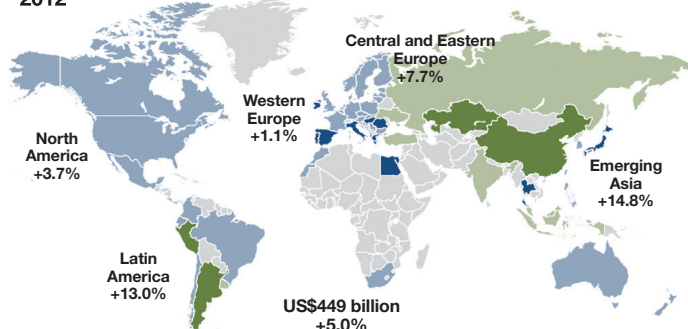 2012
Central and Eastern
Europe
+7.7%
Western
Europe
+1.1%
North
America
+3.7%
Emerging
Asia
+14.8%
Latin
America
+13.0%
US$449 billion
+5.0%